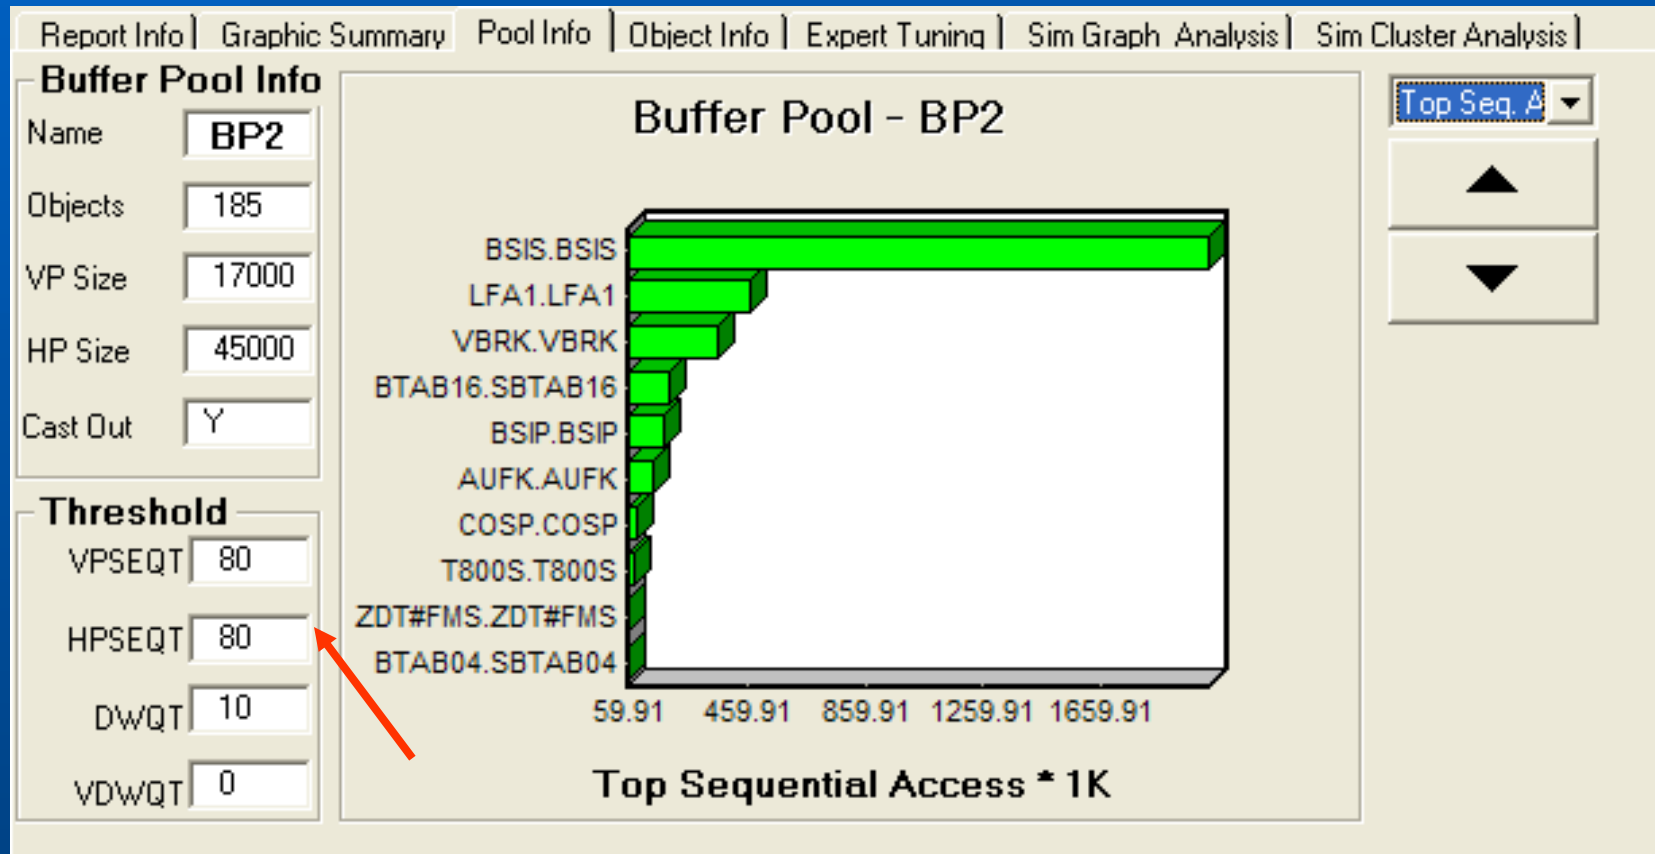 Report Info Graphic Summary Pool Info Object Info Expert Tuning Sim Graph Analysis Sim Cluster Analysis
Buffer Pool Info
Name BP2
Objects 185
VP Size 17000
HP Size 45000
Cast Out Y
Threshold
VPSEQT 80
HPSEQT 80
DWQT 10
VDWQT 0
Buffer Pool - BP2
BSIS.BSIS
LFA1.LFA1
VBRK.VBRK
BTAB16.SBTAB16
BSIP.BSIP
AUFK.AUFK
COSP.COSP
T800S.T800S
ZDT#FMS.ZDT#FMS
BTAB04.SBTAB04
59.91 459.91 859.91 1259.91 1659.91
Top Sequential Access * 1K
Top Seq. A